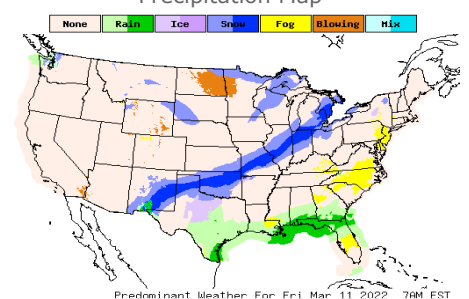 Precipitation Map
None Rain Ice Snow Fog Blowing Mix
Predominant Weather For Fri Mar 11 2022 7AM EST